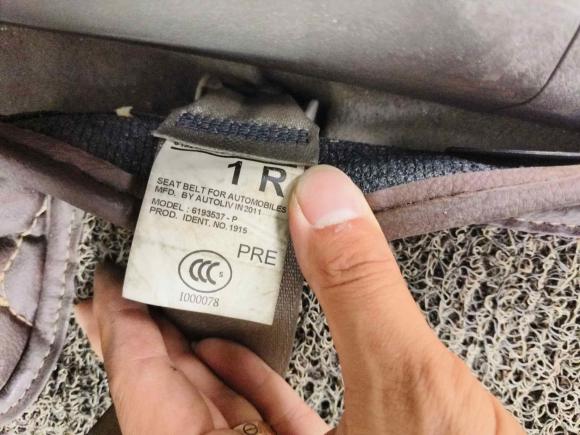 1 R
SEAT BELT FOR AUTOMOBILES
MFD. BY AUTOLIV IN 2011
MODEL : 6193537 - P
PROD. IDENT. NO. 1915
PRE
CCC S
I000078